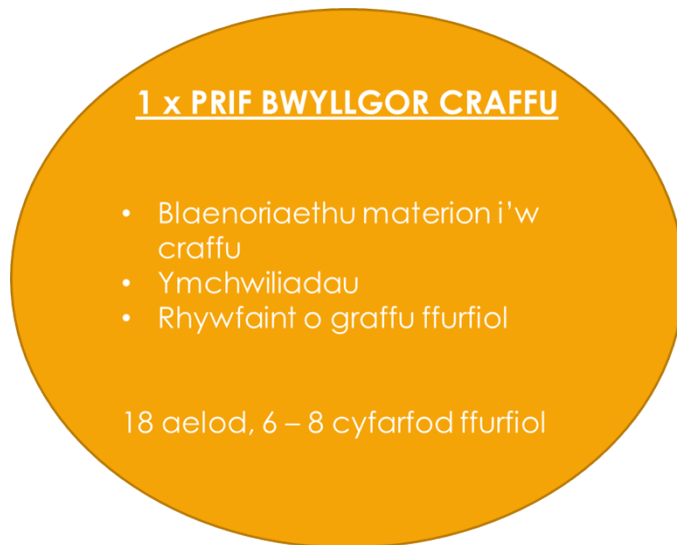 1 x PRIF BWYLLGOR CRAFFU
• Blaenoriaethu materion i'w
craffu
• Ymchwiliadau
• Rhywfaint o graffu ffurfiol
18 aelod, 6 – 8 cyfarfod ffurfiol